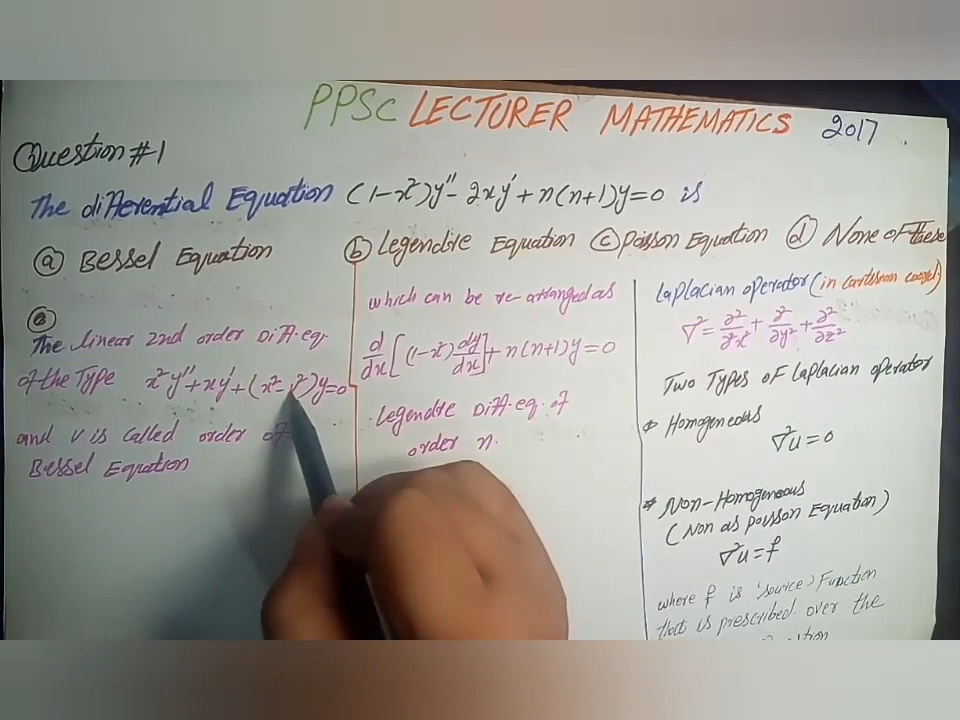 PPSC LECTURER MATHEMATICS 2017
Question #1
The differential Equation (1-x²)y''- 2xy'+ n(n+1)y=0 is
ⓐ Bessel Equation ⓑ Legendire Equation ⓒ Poisson Equation ⓓ None of these
ⓐ
The linear 2nd order Diff. eq.
of the Type x²y''+xy'+(x²-ν²)y=0
and ν is called order of
Bessel Equation
which can be re-arranged as
d/dx[(1-x²)dy/dx]+n(n+1)y=0
Legendre Diff. eq. of
order n.
Laplacian operator (in cartisian coord)
∇²= ∂²/∂x² + ∂²/∂y² + ∂²/∂z²
Two Types of Laplacian operator
* Homogeneous
∇²u=0
* Non-Homogeneous
(Non as poisson Equation)
∇²u=f
where f is 'source' Function
that is prescribed over the